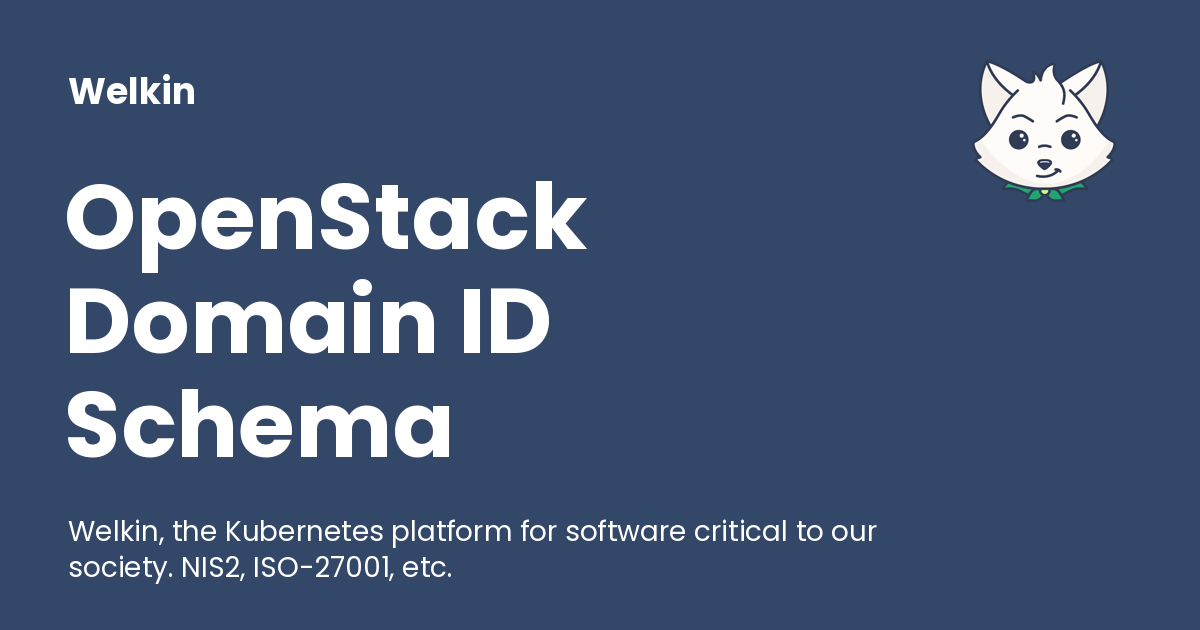 Welkin
OpenStack
Domain ID
Schema
Welkin, the Kubernetes platform for software critical to our
society. NIS2, ISO-27001, etc.